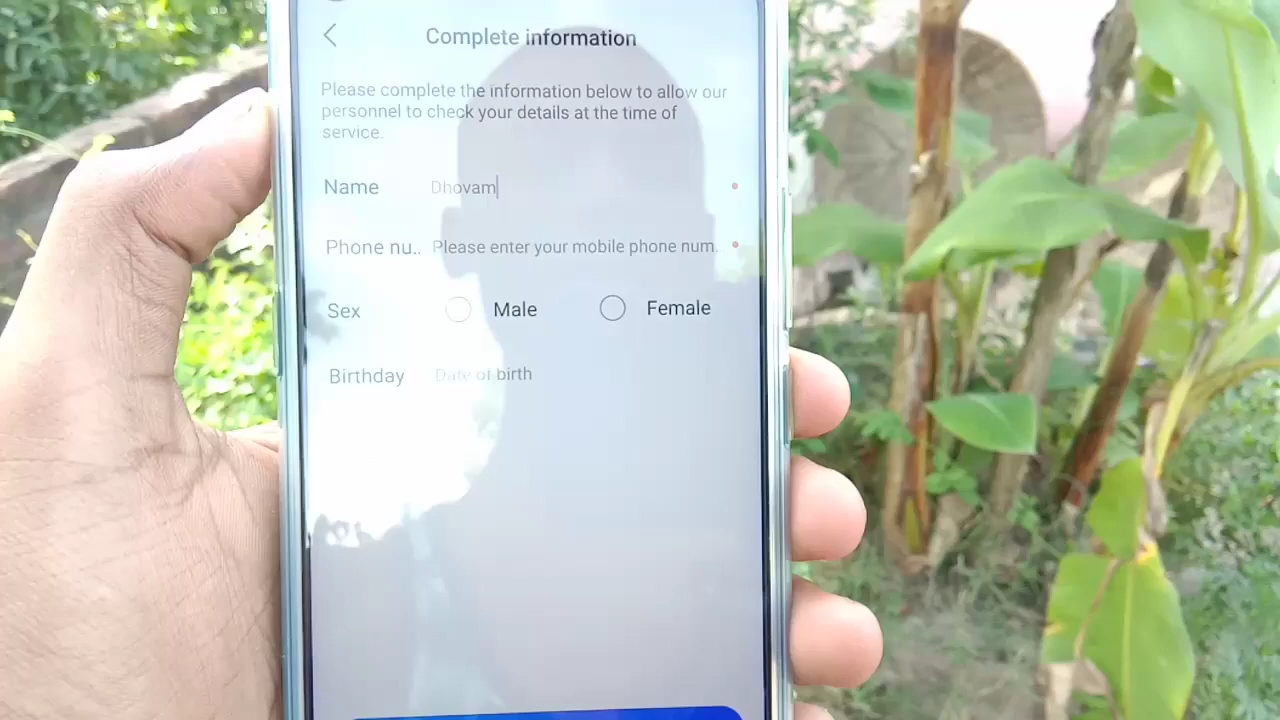 Complete information
Please complete the information below to allow our
personnel to check your details at the time of
service.
Name Dhovam
Phone nu.. Please enter your mobile phone num.
Sex Male Female
Birthday Date of birth